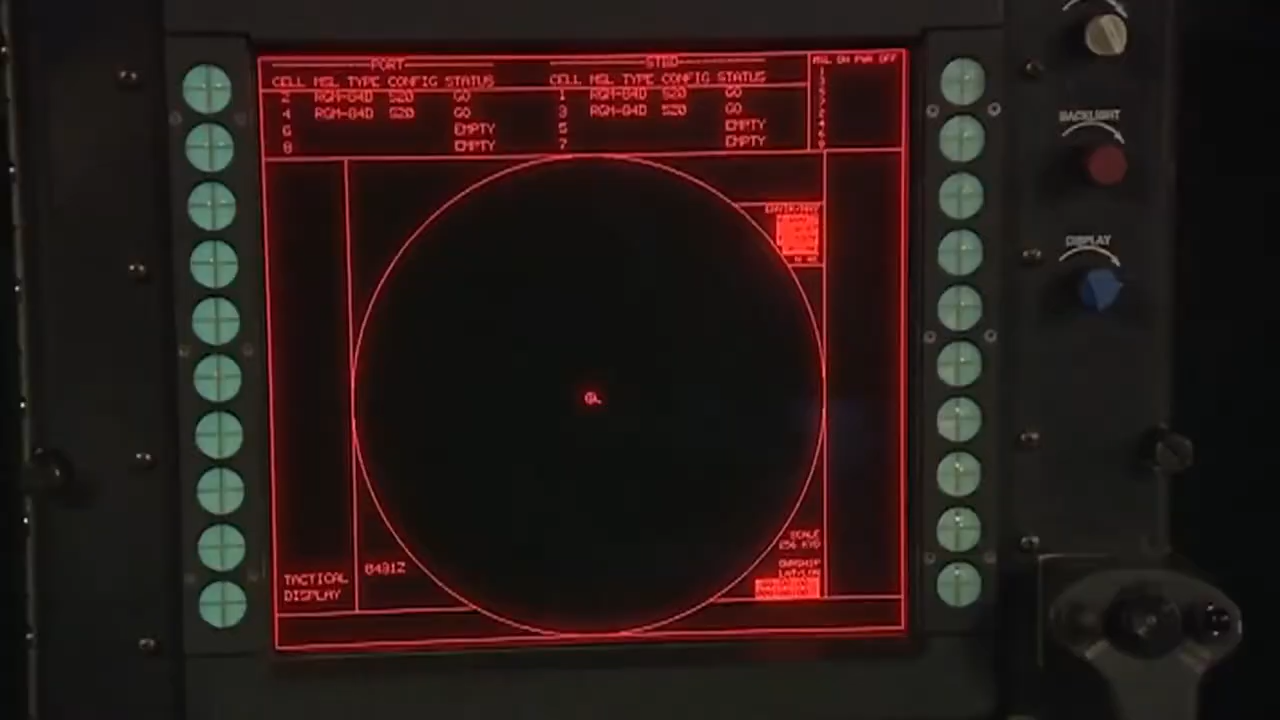 PORT
CELL MSL TYPE CONFIG STATUS
2 RGM-84D S20 GO
4 RGM-84D S20 GO
6 EMPTY
8 EMPTY
STBD
CELL MSL TYPE CONFIG STATUS
1 RGM-84D S20 GO
3 RGM-84D S20 GO
5 EMPTY
7 EMPTY
MSL ON PWR OFF
SCALE
256 KYD
OWNSHIP
LAT/LON
0431Z
TACTICAL
DISPLAY
BACKLIGHT
DISPLAY